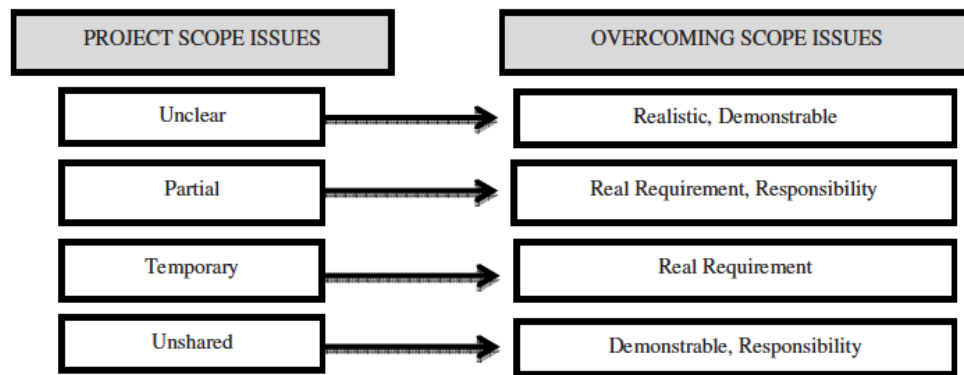 PROJECT SCOPE ISSUES
OVERCOMING SCOPE ISSUES
Unclear
Realistic, Demonstrable
Partial
Real Requirement, Responsibility
Temporary
Real Requirement
Unshared
Demonstrable, Responsibility